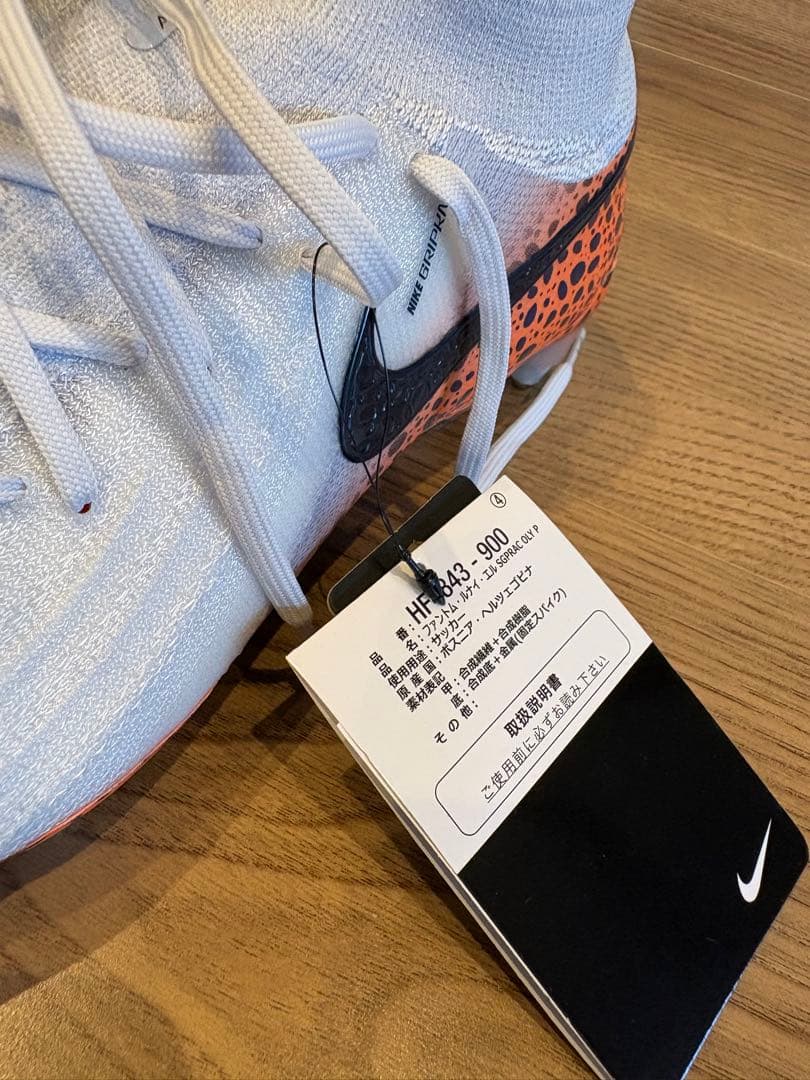 NIKE GRIPKN
④
843 - 900
品 番:
品 名: ファントム・ルナイ・エル SGPRAC OLY P
使用用途: サッカー
原 産 国: ボスニア・ヘルツェゴビナ
素材表記 甲: 合成繊維+合成樹脂
底: 合成底+金属(固定スパイク)
そ の 他:
取扱説明書
ご使用前に必ずお読み下さい